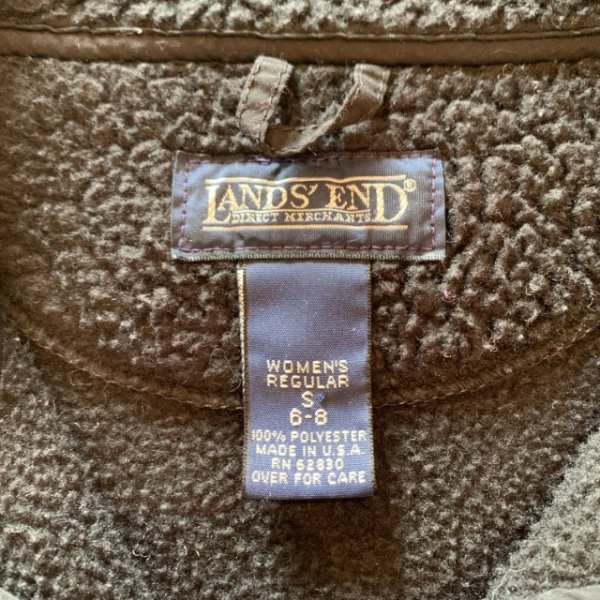 LANDS' END®
DIRECT MERCHANTS
WOMEN'S
REGULAR
S
6-8
100% POLYESTER
MADE IN U.S.A.
RN 62830
OVER FOR CARE